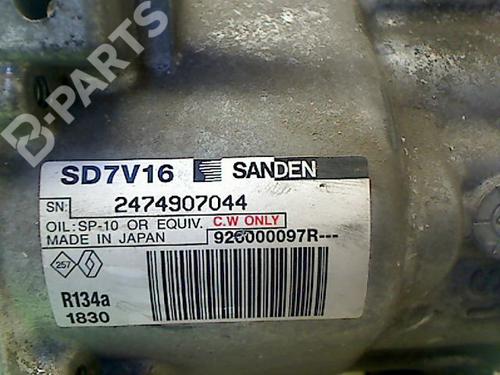 B-PARTS
SD7V16 SANDEN
SN: 2474907044
OIL:SP-10 OR EQUIV. C.W ONLY
MADE IN JAPAN 926000097R---
257
R134a
1830